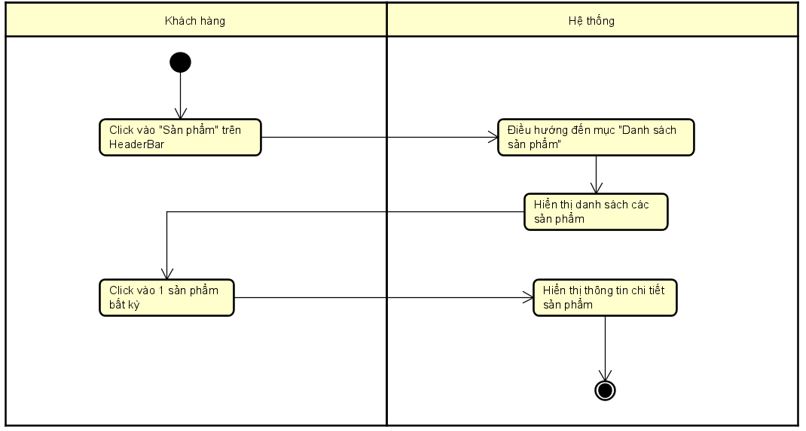 Khách hàng
Hệ thống
Click vào "Sản phẩm" trên
HeaderBar
Điều hướng đến mục "Danh sách
sản phẩm"
Hiển thị danh sách các
sản phẩm
Click vào 1 sản phẩm
bất kỳ
Hiển thị thông tin chi tiết
sản phẩm